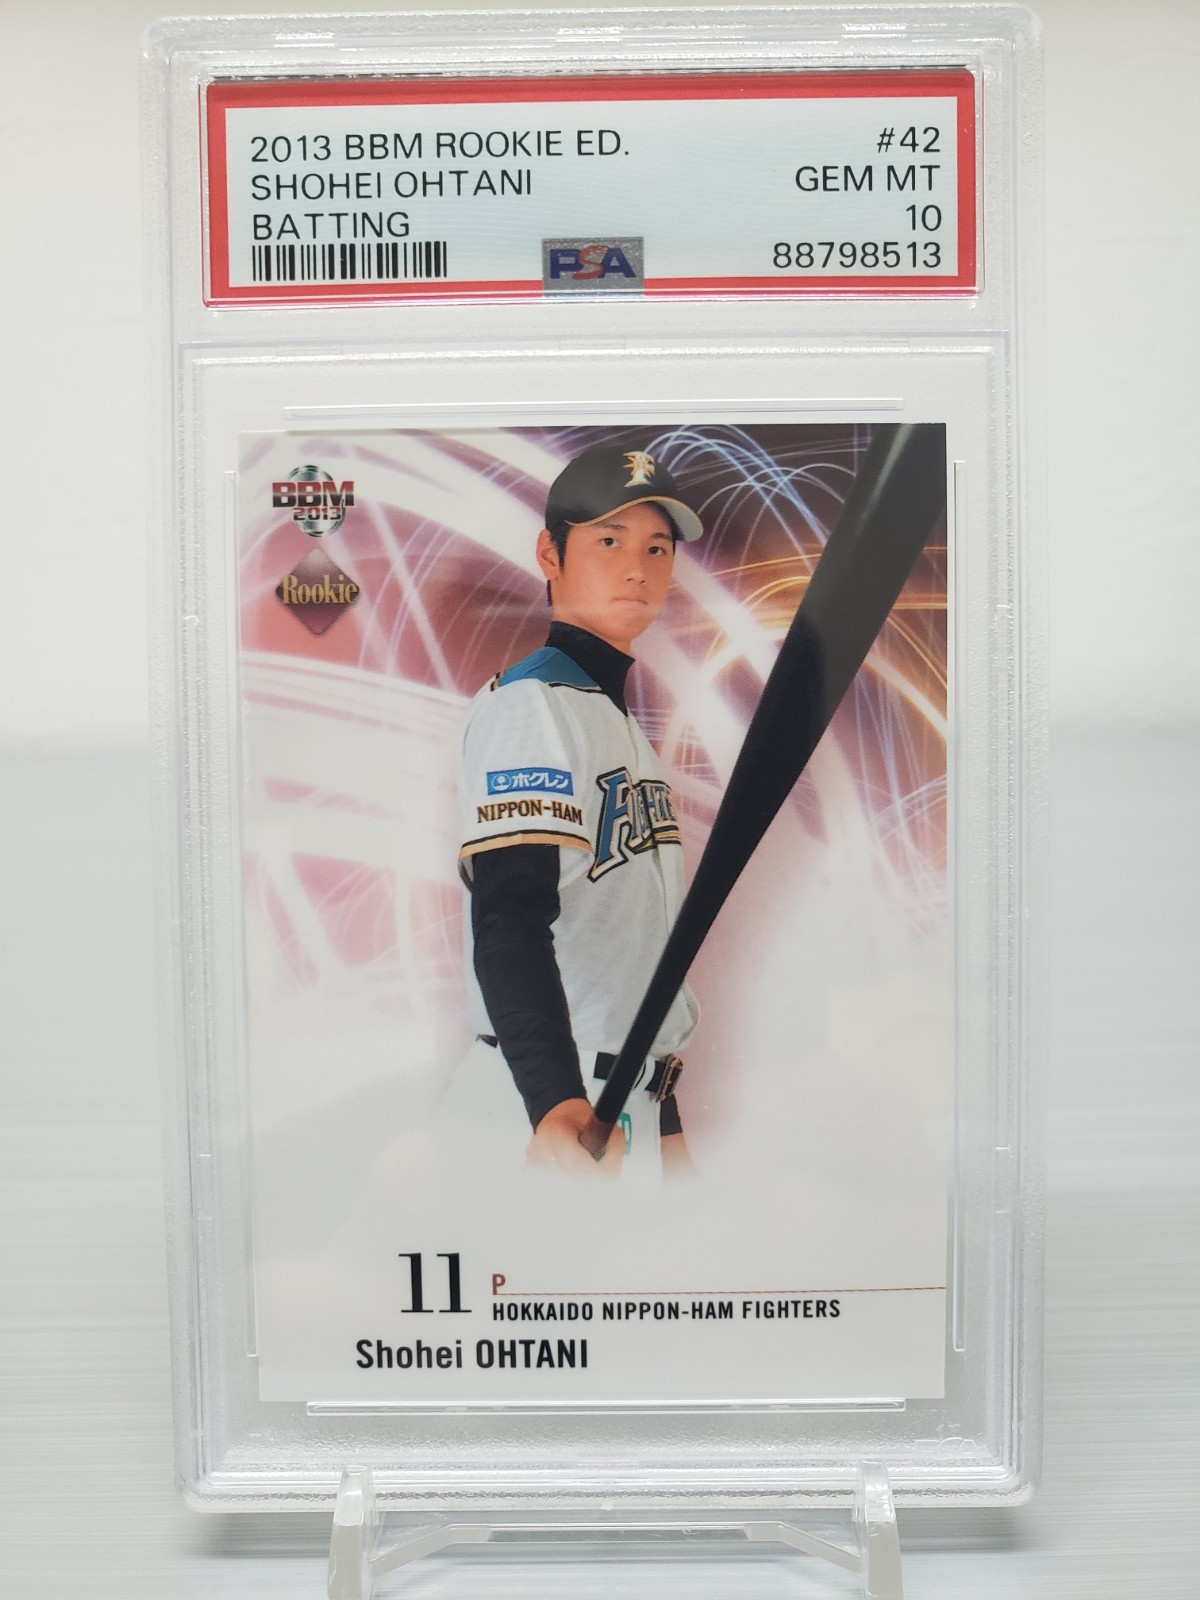 2013 BBM ROOKIE ED. #42
SHOHEI OHTANI GEM MT
BATTING 10
PSA 88798513
BBM
2013
Rookie
F
ホクレン
NIPPON-HAM
FIGHTE
11 P
HOKKAIDO NIPPON-HAM FIGHTERS
Shohei OHTANI